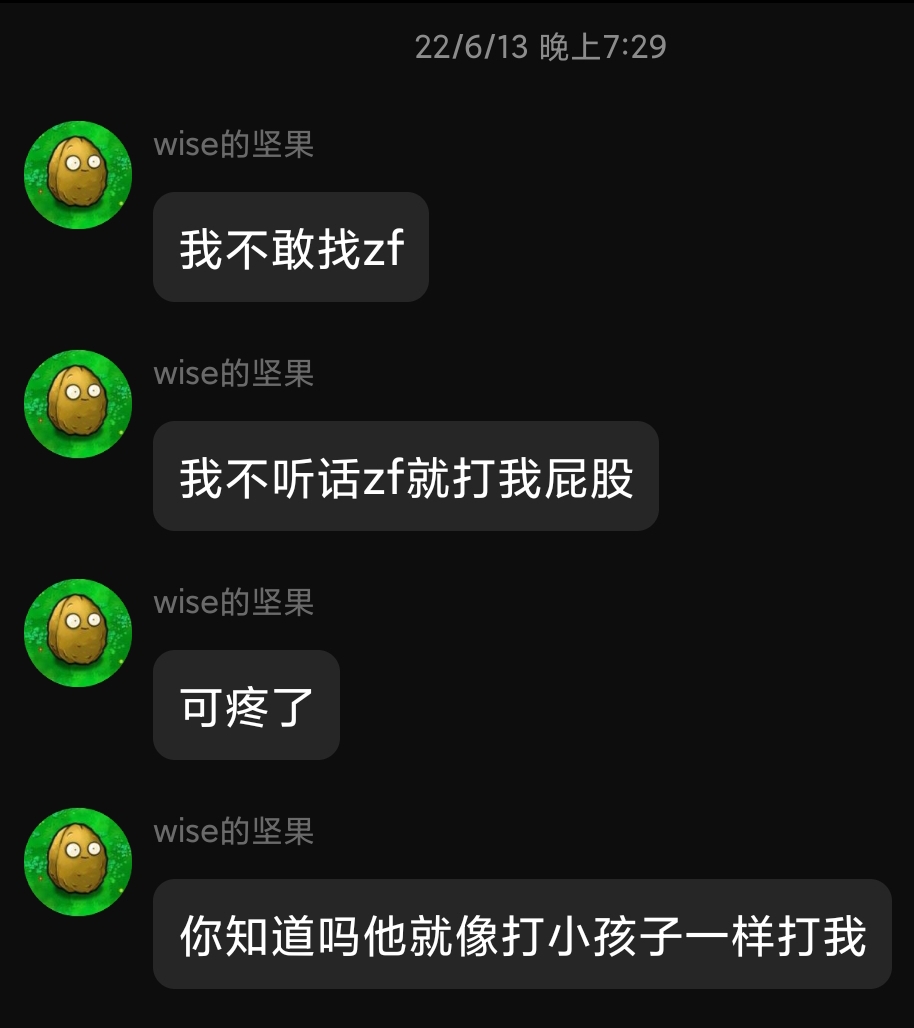 22/6/13 晚上7:29
wise的坚果
我不敢找zf
wise的坚果
我不听话zf就打我屁股
wise的坚果
可疼了
wise的坚果
你知道吗他就像打小孩子一样打我